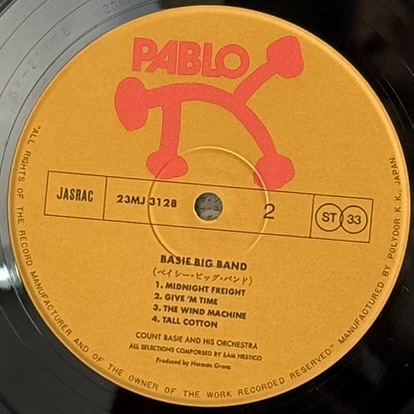 PABLO
JASRAC
23MJ 3128
2
ST
33
BASIE BIG BAND
(ベイシー・ビッグ・バンド)
1. MIDNIGHT FREIGHT
2. GIVE 'M TIME
3. THE WIND MACHINE
4. TALL COTTON
COUNT BASIE AND HIS ORCHESTRA
ALL SELECTIONS COMPORSED BY SAM NESTICO
Produced by Norman Granz
"ALL RIGHTS OF THE RECORD MANUFACTURER AND OF THE OWNER OF THE WORK RECORDED RESERVED" MANUFACTURED BY POLYDOR K. K. JAPAN